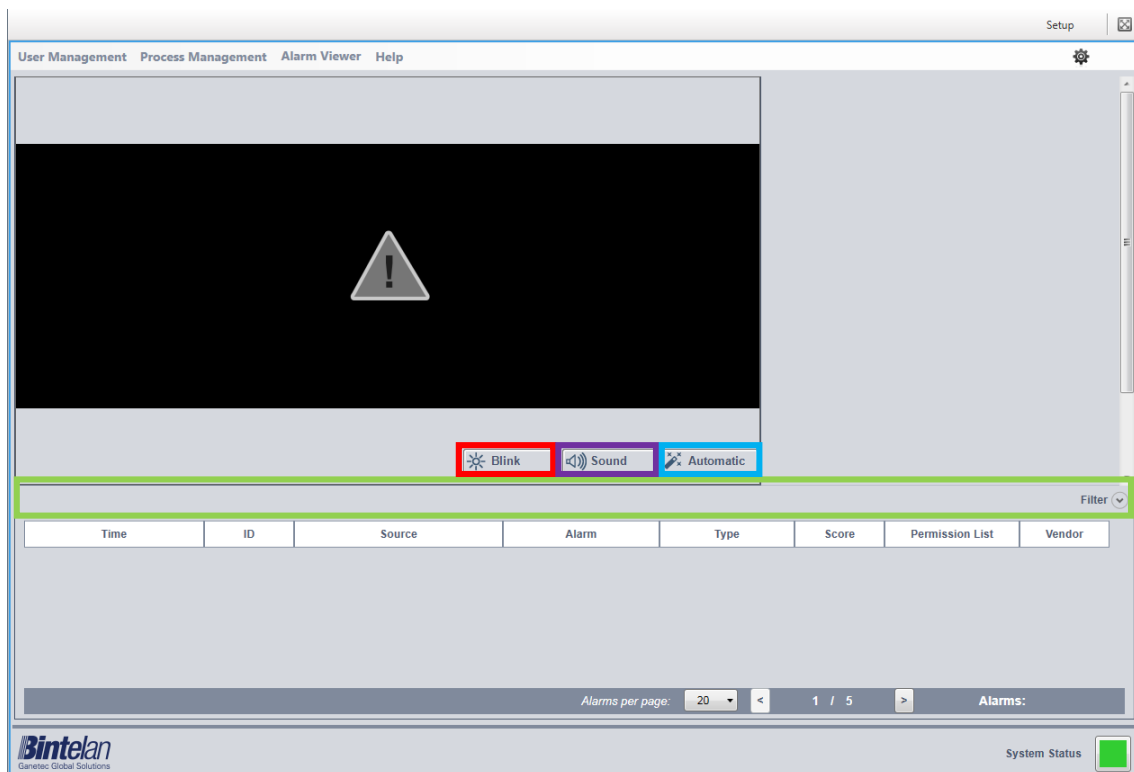 Setup
User Management Process Management Alarm Viewer Help
!
Blink Sound Automatic
Filter
Time ID Source Alarm Type Score Permission List Vendor
Alarms per page: 20 < 1 / 5 > Alarms:
Bintelan
Ganetec Global Solutions
System Status